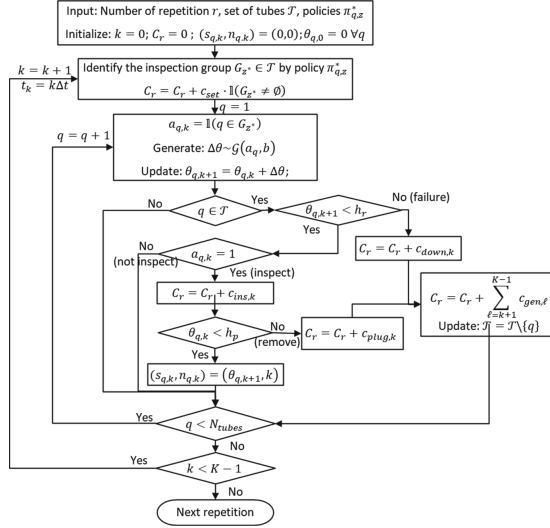 Input: Number of repetition r, set of tubes 𝒯, policies π*_{q,z}
Initialize: k = 0; C_r = 0 ; (s_{q,k}, n_{q.k}) = (0,0); θ_{q,0} = 0 ∀q
k = k + 1
t_k = kΔt
Identify the inspection group G_{z*} ∈ 𝒯 by policy π*_{q,z}
C_r = C_r + c_{set} · 𝟙(G_{z*} ≠ ∅)
q = 1
q = q + 1
a_{q,k} = 𝟙(q ∈ G_{z*})
Generate: Δθ~𝒢(a_q, b)
Update: θ_{q,k+1} = θ_{q,k} + Δθ;
No
q ∈ 𝒯
Yes
θ_{q,k+1} < h_r
No (failure)
Yes
C_r = C_r + c_{down,k}
No
(not inspect)
a_{q,k} = 1
Yes (inspect)
C_r = C_r + c_{ins,k}
θ_{q,k} < h_p
No
(remove)
C_r = C_r + c_{plug,k}
C_r = C_r + ∑_{ℓ=k+1}^{K−1} c_{gen,ℓ}
Update: 𝒯 = 𝒯\{q}
Yes
(s_{q,k}, n_{q.k}) = (θ_{q,k+1}, k)
Yes
q < N_{tubes}
No
Yes
k < K − 1
No
Next repetition